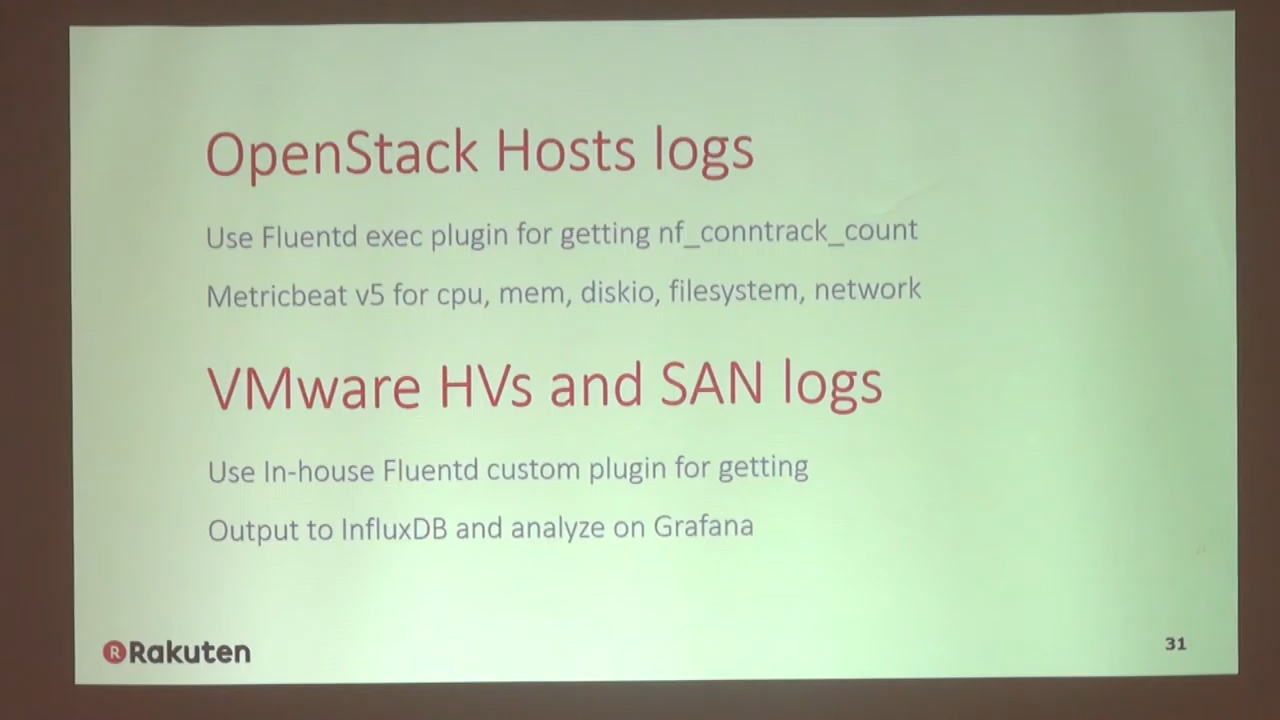 OpenStack Hosts logs
Use Fluentd exec plugin for getting nf_conntrack_count
Metricbeat v5 for cpu, mem, diskio, filesystem, network
VMware HVs and SAN logs
Use In-house Fluentd custom plugin for getting
Output to InfluxDB and analyze on Grafana
R Rakuten
31